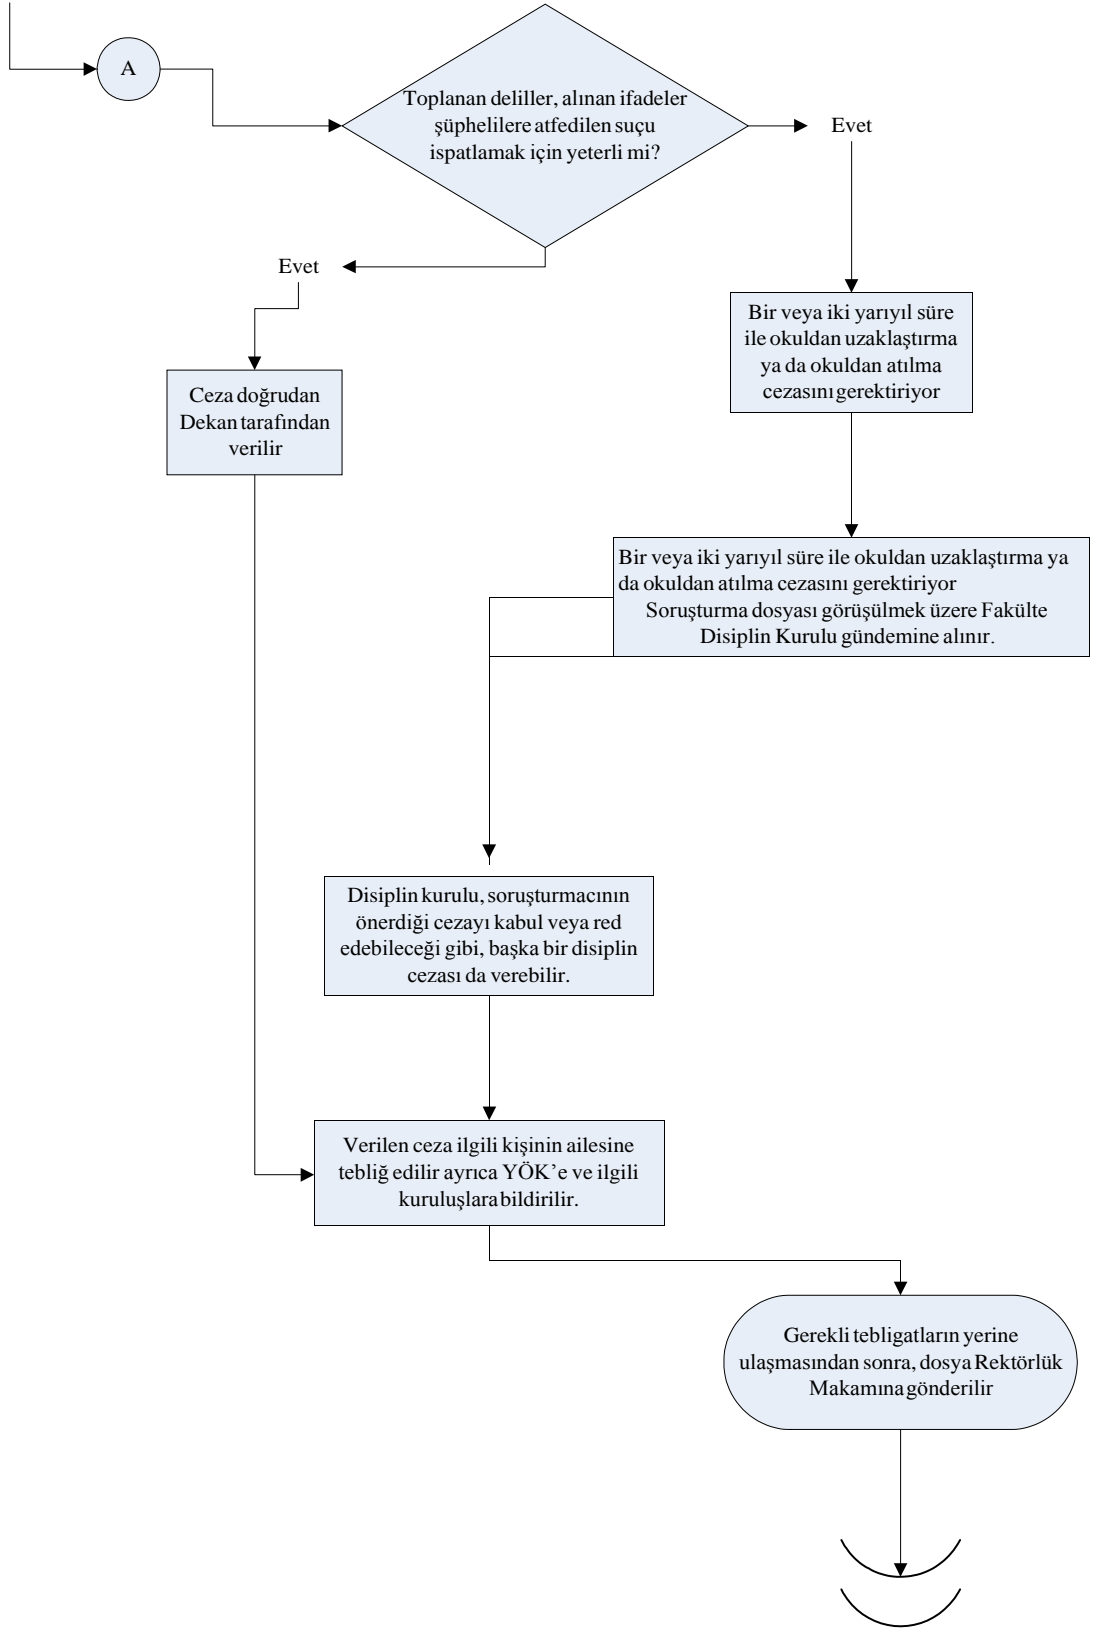 A
Toplanan deliller, alınan ifadeler
şüphelilere atfedilen suçu
ispatlamak için yeterli mi?
Evet
Evet
Bir veya iki yarıyıl süre
ile okuldan uzaklaştırma
ya da okuldan atılma
cezasını gerektiriyor
Ceza doğrudan
Dekan tarafından
verilir
Bir veya iki yarıyıl süre ile okuldan uzaklaştırma ya
da okuldan atılma cezasını gerektiriyor
Soruşturma dosyası görüşülmek üzere Fakülte
Disiplin Kurulu gündemine alınır.
Disiplin kurulu, soruşturmacının
önerdiği cezayı kabul veya red
edebileceği gibi, başka bir disiplin
cezası da verebilir.
Verilen ceza ilgili kişinin ailesine
tebliğ edilir ayrıca YÖK’e ve ilgili
kuruluşlara bildirilir.
Gerekli tebligatların yerine
ulaşmasından sonra, dosya Rektörlük
Makamına gönderilir